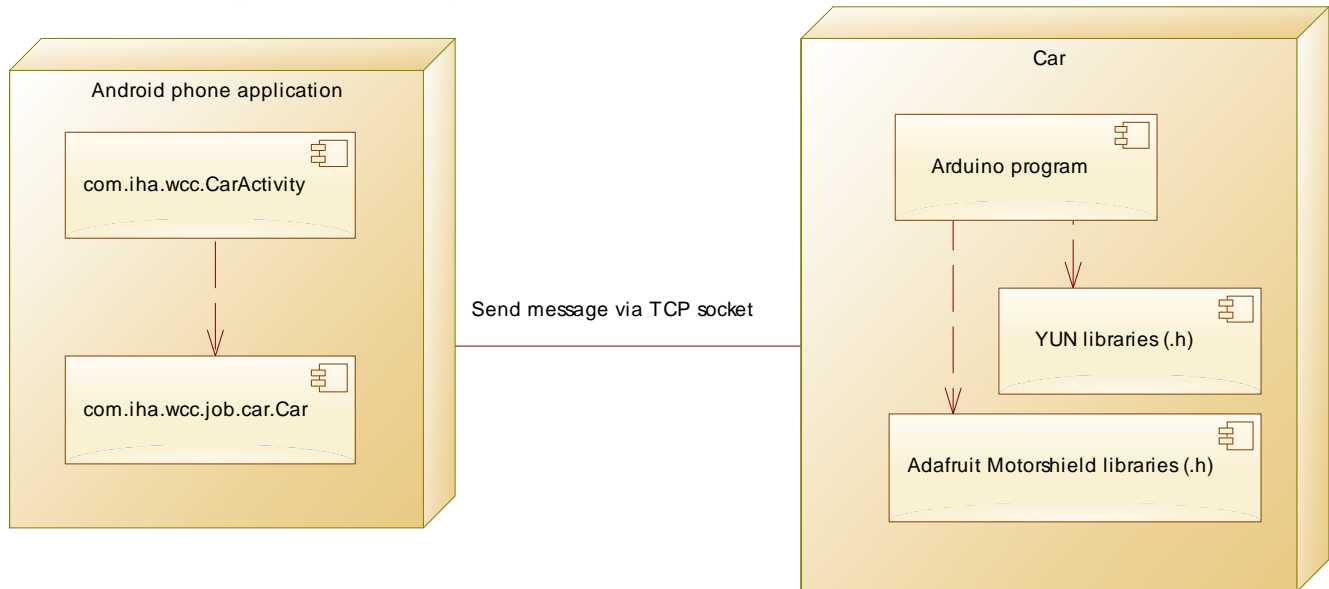 Android phone application
com.iha.wcc.CarActivity
com.iha.wcc.job.car.Car
Send message via TCP socket
Car
Arduino program
YUN libraries (.h)
Adafruit Motorshield libraries (.h)